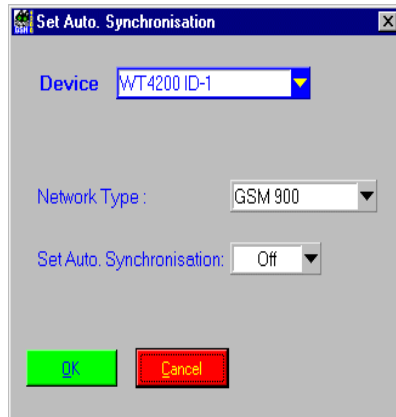 Set Auto. Synchronisation
Device WT4200 ID-1
Network Type : GSM 900
Set Auto. Synchronisation: Off
OK Cancel